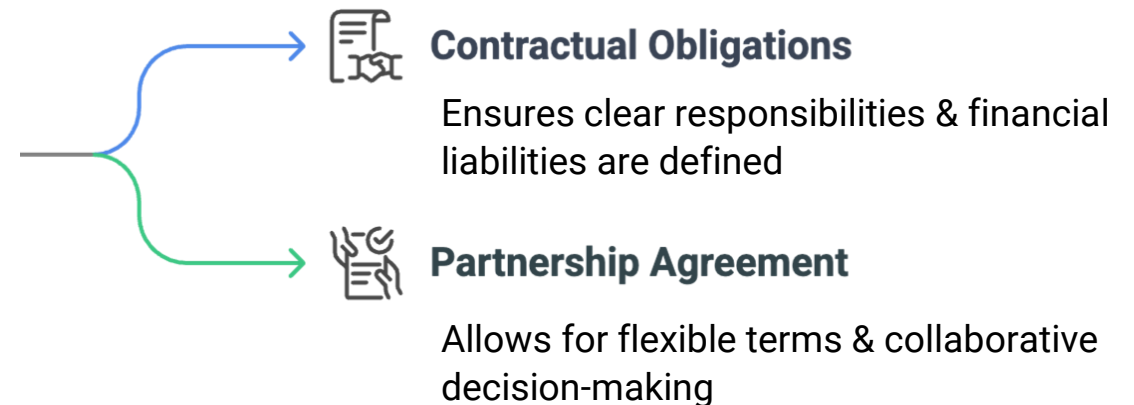 Contractual Obligations
Ensures clear responsibilities & financial
liabilities are defined
Partnership Agreement
Allows for flexible terms & collaborative
decision-making